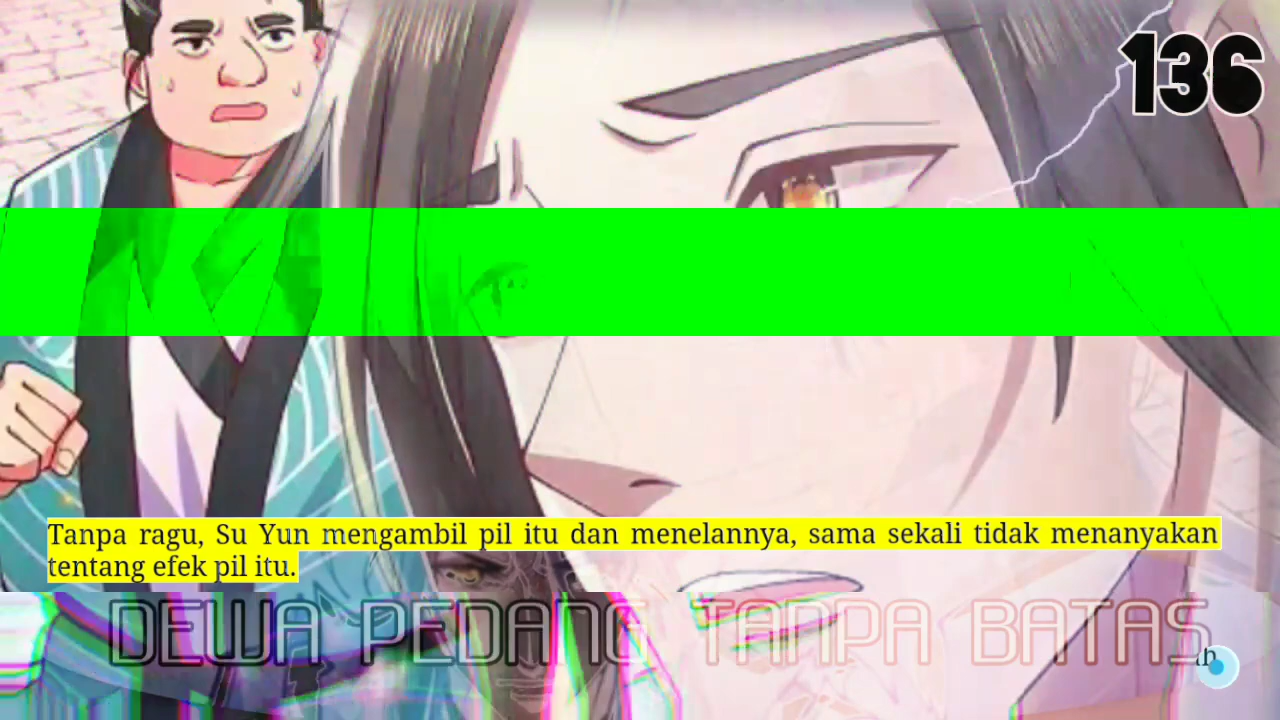 136
Tanpa ragu, Su Yun mengambil pil itu dan menelannya, sama sekali tidak menanyakan
tentang efek pil itu.
DEWA PEDANG TANPA BATAS